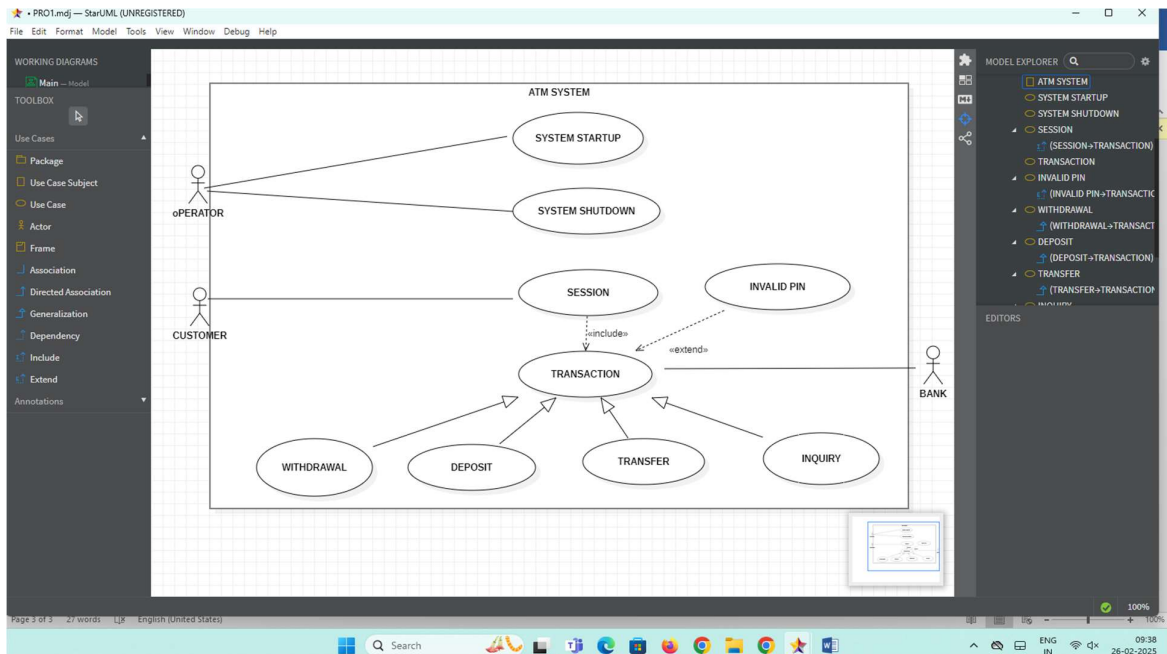 • PRO1.mdj — StarUML (UNREGISTERED)
File Edit Format Model Tools View Window Debug Help
WORKING DIAGRAMS
Main — Model
TOOLBOX
Use Cases
Package
Use Case Subject
Use Case
Actor
Frame
Association
Directed Association
Generalization
Dependency
Include
Extend
Annotations
ATM SYSTEM
SYSTEM STARTUP
oPERATOR
SYSTEM SHUTDOWN
SESSION
INVALID PIN
CUSTOMER
«include»
«extend»
TRANSACTION
BANK
WITHDRAWAL
DEPOSIT
TRANSFER
INQUIRY
MODEL EXPLORER
ATM SYSTEM
SYSTEM STARTUP
SYSTEM SHUTDOWN
SESSION
(SESSION→TRANSACTION)
TRANSACTION
INVALID PIN
(INVALID PIN→TRANSACTIC
WITHDRAWAL
(WITHDRAWAL→TRANSACT
DEPOSIT
(DEPOSIT→TRANSACTION)
TRANSFER
(TRANSFER→TRANSACTION
INQUIRY
EDITORS
100%
Page 3 of 3 27 words English (United States) 100%
Search
ENG
IN
09:38
26-02-2025